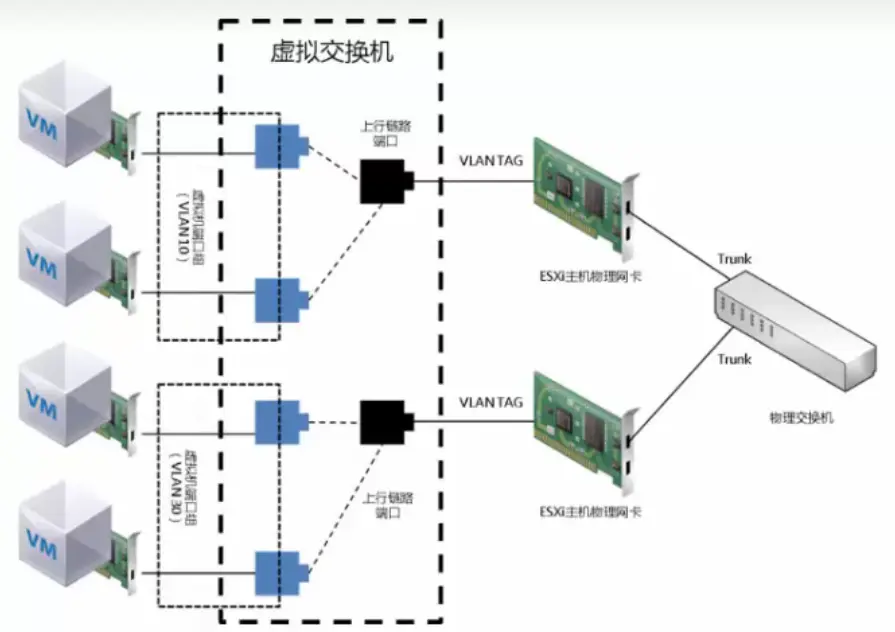 虚拟交换机
VM
上行链路
端口
VLAN TAG
虚拟机端口组
(VLAN10)
ESXi主机物理网卡
VM
Trunk
Trunk
物理交换机
VM
VLAN TAG
虚拟机端口组
(VLAN 30)
上行链路
端口
ESXi主机物理网卡
VM